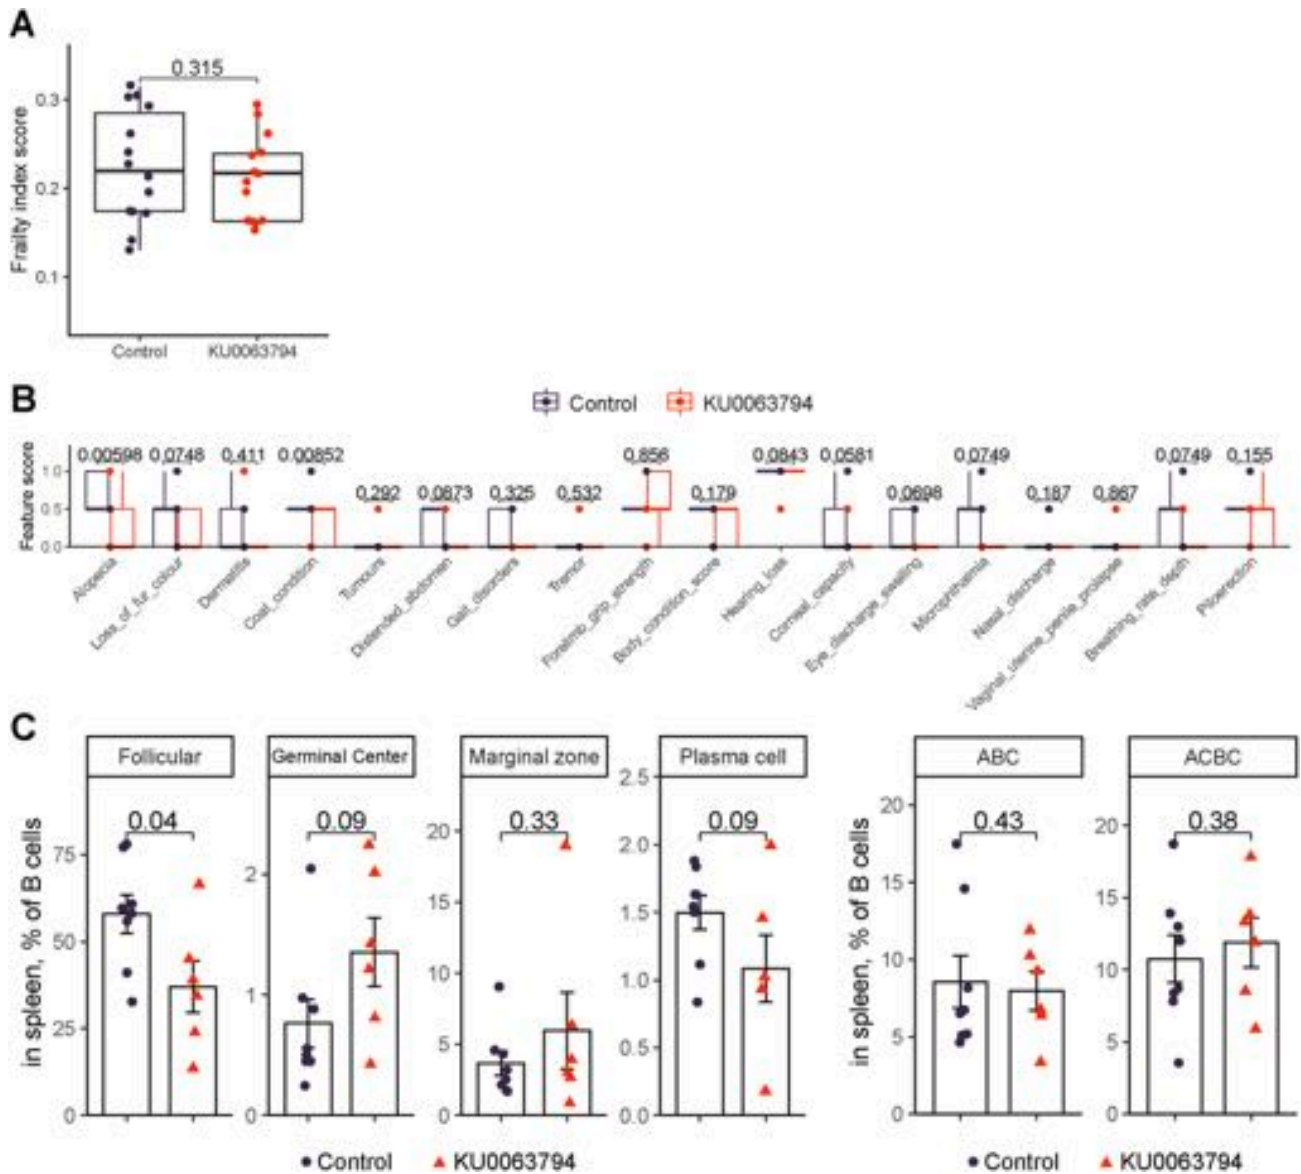 A
0.315
0.3
0.2
0.1
Frailty index score
Control KU0063794
B
Control KU0063794
0.00598 0.0748 0.411 0.00852 0.292 0.0873 0.325 0.532 0.856 0.179 0.0843 0.0581 0.0698 0.0749 0.187 0.867 0.0749 0.155
Feature score
1.0
0.5
0.0
Alopecia
Loss_of_fur_colour
Dermatitis
Coat_condition
Tumours
Distended_abdomen
Gait_disorders
Tremor
Forelimb_grip_strength
Body_condition_score
Hearing_loss
Corneal_capacity
Eye_discharge_swelling
Microphthalmia
Nasal_discharge
Vaginal_uterine_penile_prolapse
Breathing_rate_depth
Piloerection
C
Follicular Germinal Center Marginal zone Plasma cell ABC ACBC
in spleen, % of B cells
0.04 0.09 0.33 0.09 0.43 0.38
75
50
25
0
2
1
0
20
15
10
5
0
2.5
2.0
1.5
1.0
0.5
0.0
in spleen, % of B cells
20
15
10
5
0
20
15
10
5
0
Control KU0063794 Control KU0063794